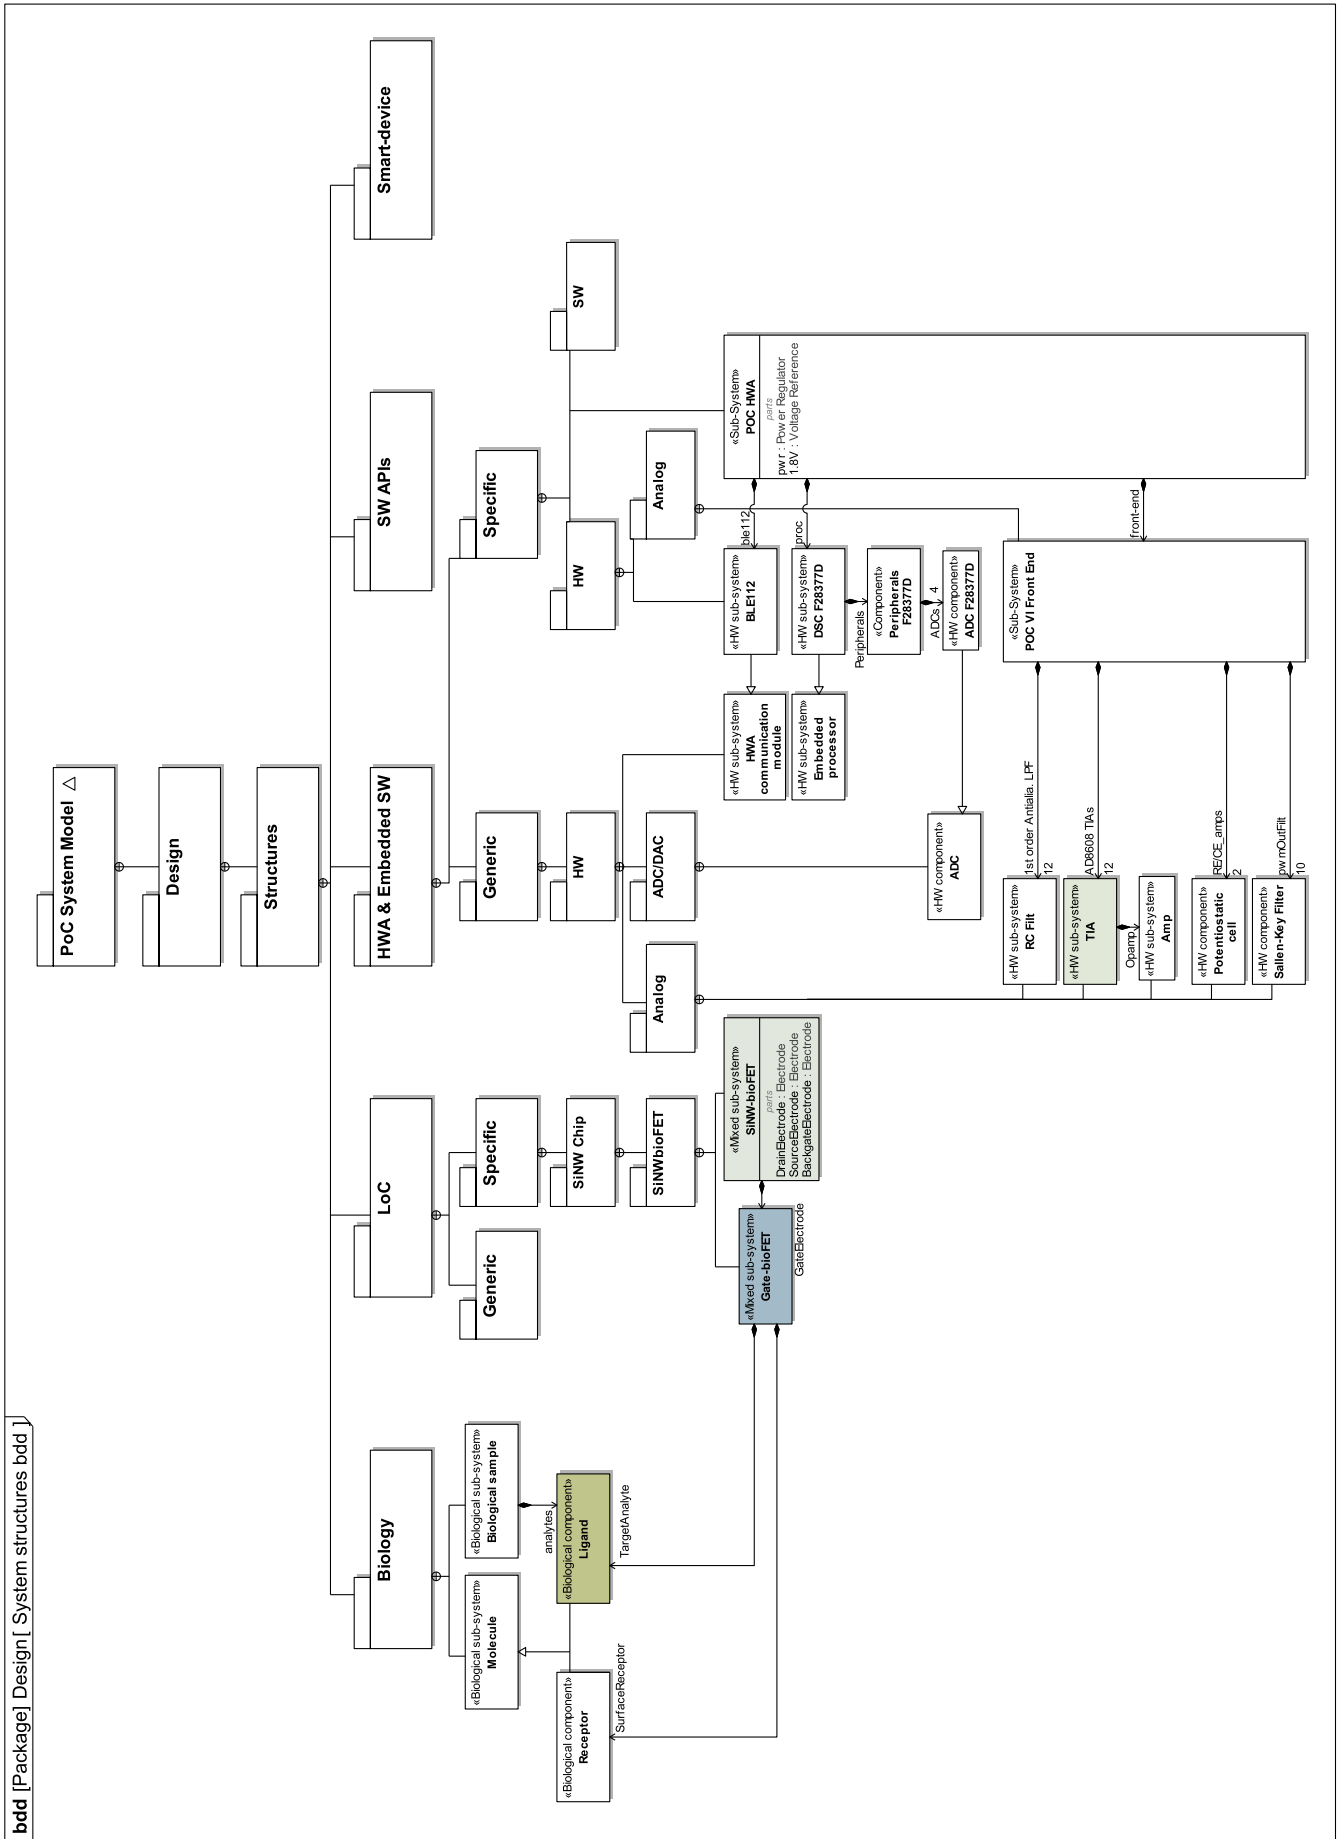 bdd [Package] Design [ System structures bdd ]
PoC System Model
Design
Structures
Biology
LoC
HWA & Embedded SW
SW APIs
Smart-device
«Biological sub-system»
Molecule
«Biological sub-system»
Biological sample
Generic
Specific
Generic
Specific
«Biological component»
Receptor
«Biological component»
Ligand
analytes
SurfaceReceptor
TargetAnalyte
SiNW Chip
HW
HW
SW
SiNWbioFET
Analog
ADC/DAC
Analog
«Mixed sub-system»
Gate-bioFET
GateElectrode
«Mixed sub-system»
SiNW-bioFET
parts
DrainElectrode : Electrode
SourceElectrode : Electrode
BackgateElectrode : Electrode
«HW sub-system»
HWA
communication
module
«HW sub-system»
BLE112
ble112
«Sub-System»
POC HWA
parts
pwr : Power Regulator
1.8V : Voltage Reference
«HW sub-system»
Embedded
processor
«HW sub-system»
DSC F28377D
proc
Peripherals
«Component»
Peripherals
F28377D
ADCs
4
«HW component»
ADC
«HW component»
ADC F28377D
front-end
«Sub-System»
POC VI Front End
«HW sub-system»
RC Filt
1st order Antialia. LPF
12
«HW sub-system»
TIA
AD8608 TIAs
12
Opamp
«HW sub-system»
Amp
«HW component»
Potentiostatic
cell
RE/CE_amps
2
«HW component»
Sallen-Key Filter
pwmOutFilt
10